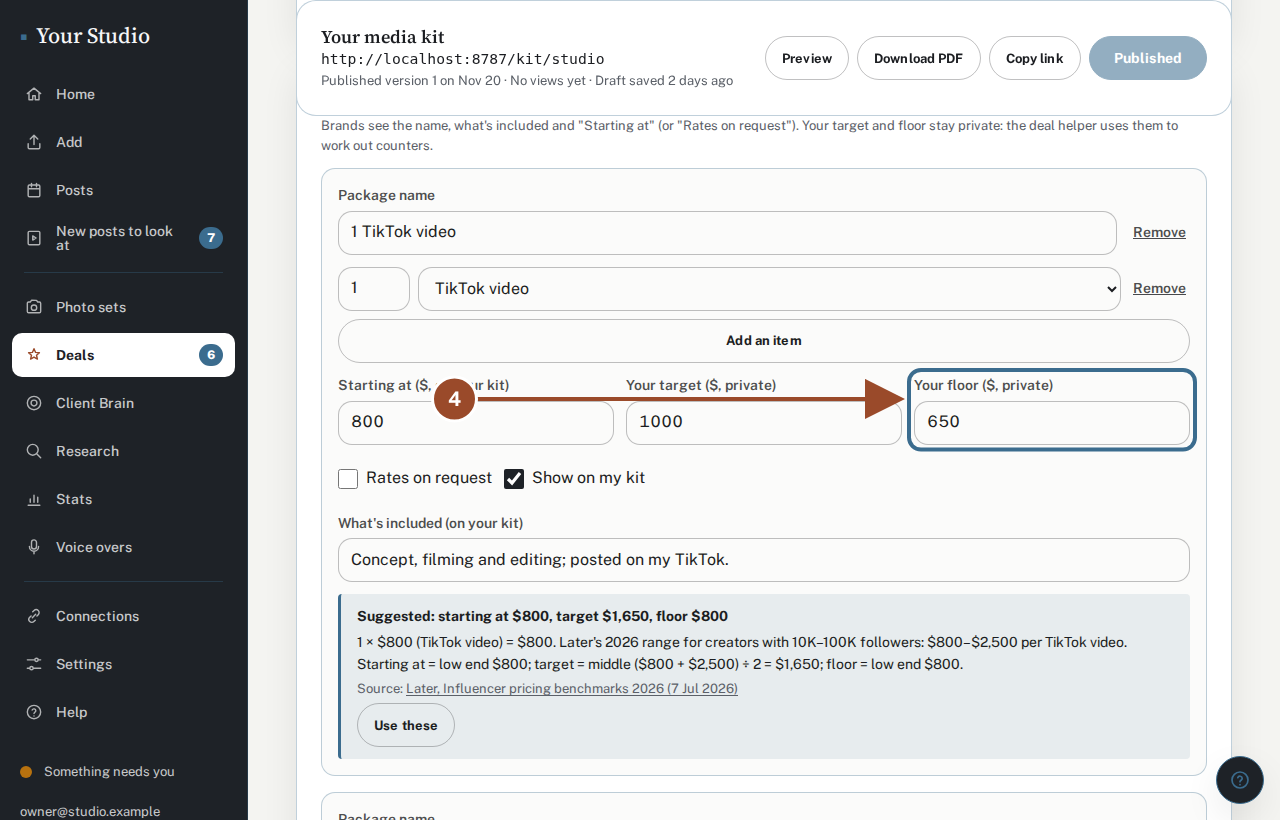 Your Studio
Home
Add
Posts
New posts to look at
7
Photo sets
Deals
6
Client Brain
Research
Stats
Voice overs
Connections
Settings
Help
Something needs you
owner@studio.example
Your media kit
http://localhost:8787/kit/studio
Published version 1 on Nov 20 · No views yet · Draft saved 2 days ago
Preview
Download PDF
Copy link
Published
Brands see the name, what's included and "Starting at" (or "Rates on request"). Your target and floor stay private: the deal helper uses them to
work out counters.
Package name
1 TikTok video
Remove
1
TikTok video
Remove
Add an item
Starting at ($, ur kit)
Your target ($, private)
Your floor ($, private)
4
800
1000
650
Rates on request
Show on my kit
What's included (on your kit)
Concept, filming and editing; posted on my TikTok.
Suggested: starting at $800, target $1,650, floor $800
1 × $800 (TikTok video) = $800. Later's 2026 range for creators with 10K–100K followers: $800–$2,500 per TikTok video.
Starting at = low end $800; target = middle ($800 + $2,500) ÷ 2 = $1,650; floor = low end $800.
Source: Later, Influencer pricing benchmarks 2026 (7 Jul 2026)
Use these
Package name